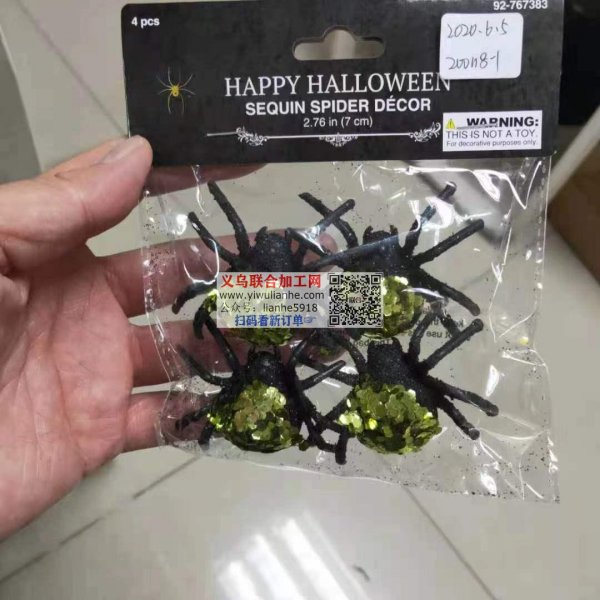 4 pcs
92-767383
2020.6.5
HAPPY HALLOWEEN
SEQUIN SPIDER DÉCOR
2.76 in (7 cm)
WARNING:
THIS IS NOT A TOY.
For decorative purposes only
义乌联合加工网
www.yiwulianhe.com
公众号：lianhe5918
扫码看新订单